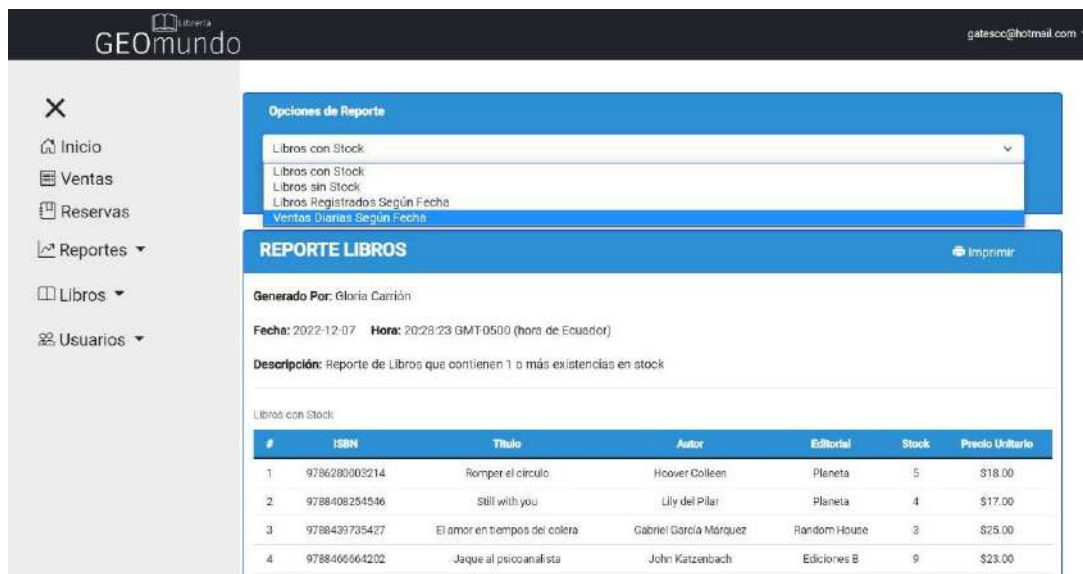 Librería
GEOmundo
gatescc@hotmail.com
Inicio
Ventas
Reservas
Reportes
Libros
Usuarios
Opciones de Reporte
Libros con Stock
Libros con Stock
Libros sin Stock
Libros Registrados Según Fecha
Ventas Diarias Según Fecha
REPORTE LIBROS
Imprimir
Generado Por: Gloria Carrión
Fecha: 2022-12-07 Hora: 20:28:23 GMT-0500 (hora de Ecuador)
Descripción: Reporte de Libros que contienen 1 o más existencias en stock
Libros con Stock
# ISBN Título Autor Editorial Stock Precio Unitario
1 9786280003214 Romper el círculo Hoover Colleen Planeta 5 $18.00
2 9788408254546 Still with you Lily del Pilar Planeta 4 $17.00
3 9788439735427 El amor en tiempos del colera Gabriel García Márquez Random House 3 $25.00
4 9788466664202 Jaque al psicoanalista John Katzenbach Ediciones B 9 $23.00